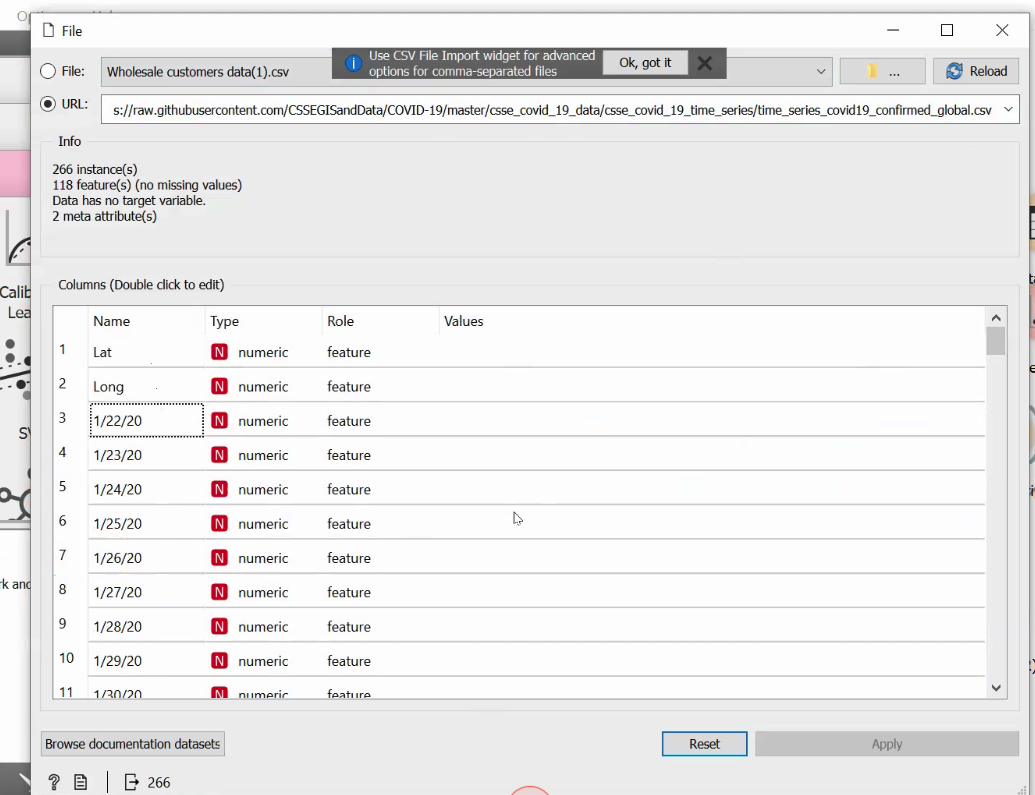 File
File: Wholesale customers data(1).csv
Use CSV File Import widget for advanced
options for comma-separated files
Ok, got it
...
Reload
URL: s://raw.githubusercontent.com/CSSEGISandData/COVID-19/master/csse_covid_19_data/csse_covid_19_time_series/time_series_covid19_confirmed_global.csv
Info
266 instance(s)
118 feature(s) (no missing values)
Data has no target variable.
2 meta attribute(s)
Columns (Double click to edit)
Name Type Role Values
1 Lat N numeric feature
2 Long N numeric feature
3 1/22/20 N numeric feature
4 1/23/20 N numeric feature
5 1/24/20 N numeric feature
6 1/25/20 N numeric feature
7 1/26/20 N numeric feature
8 1/27/20 N numeric feature
9 1/28/20 N numeric feature
10 1/29/20 N numeric feature
11 1/30/20 N numeric feature
Browse documentation datasets
Reset
Apply
? 266
Calib
Lea
SV
rk and